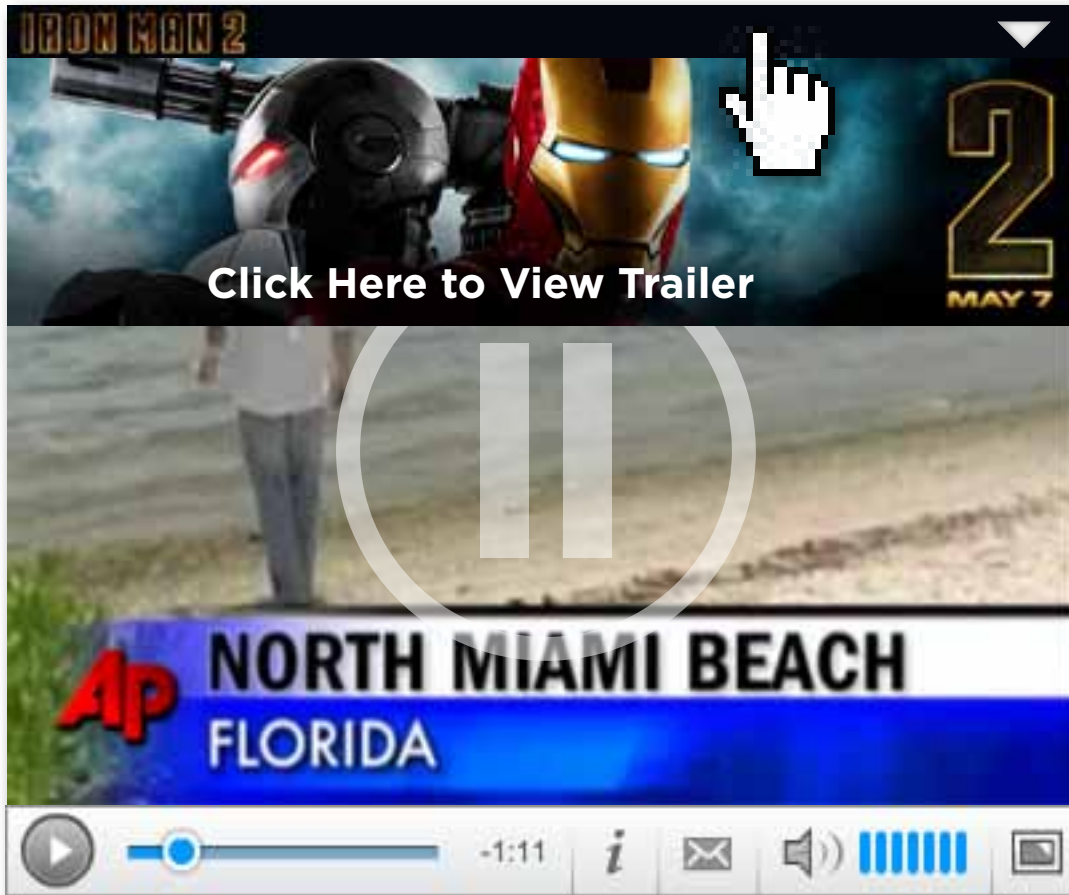 IRON MAN 2
2
Click Here to View Trailer
MAY 7
NORTH MIAMI BEACH
AP
FLORIDA
-1:11
i